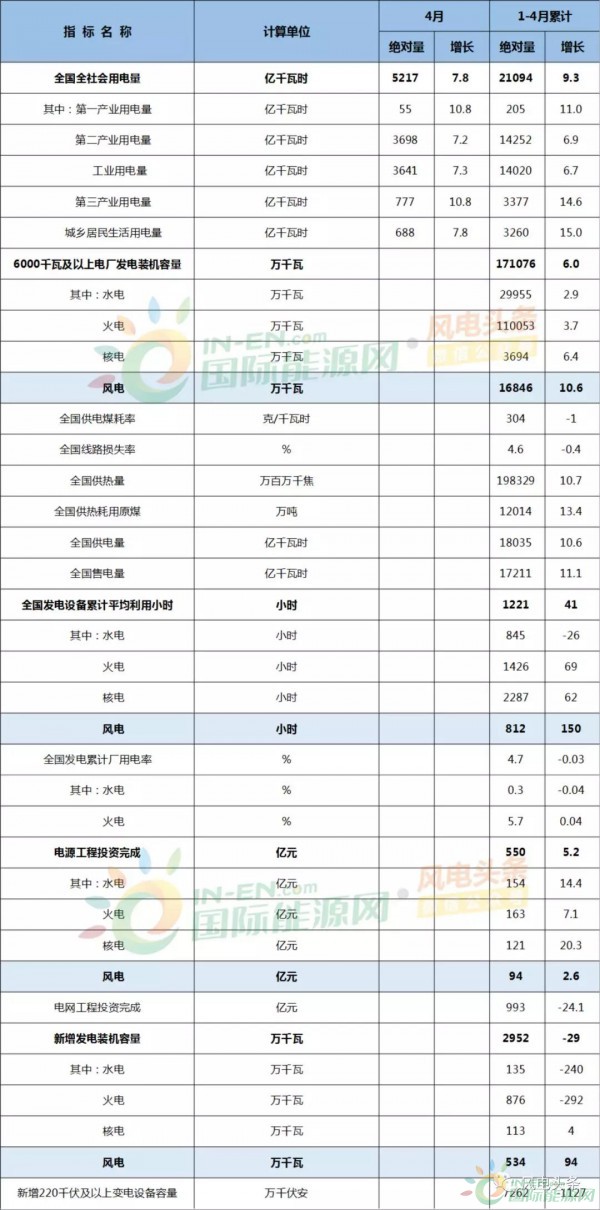 指 标 名 称 计算单位 4月 1-4月累计
绝对量 增长 绝对量 增长
全国全社会用电量 亿千瓦时 5217 7.8 21094 9.3
其中：第一产业用电量 亿千瓦时 55 10.8 205 11.0
第二产业用电量 亿千瓦时 3698 7.2 14252 6.9
工业用电量 亿千瓦时 3641 7.3 14020 6.7
第三产业用电量 亿千瓦时 777 10.8 3377 14.6
城乡居民生活用电量 亿千瓦时 688 7.8 3260 15.0
6000千瓦及以上电厂发电装机容量 万千瓦 171076 6.0
其中：水电 万千瓦 29955 2.9
火电 万千瓦 110053 3.7
核电 万千瓦 3694 6.4
IN-EN.com
国际能源网
风电头条
风电 万千瓦 16846 10.6
全国供电煤耗率 克/千瓦时 304 -1
全国线路损失率 % 4.6 -0.4
全国供热量 万百万千焦 198329 10.7
全国供热耗用原煤 万吨 12014 13.4
全国供电量 亿千瓦时 18035 10.6
全国售电量 亿千瓦时 17211 11.1
全国发电设备累计平均利用小时 小时 1221 41
其中：水电 小时 845 -26
火电 小时 1426 69
核电 小时 2287 62
风电 小时 812 150
全国发电累计厂用电率 % 4.7 -0.03
其中：水电 % 0.3 -0.04
火电 % 5.7 0.04
电源工程投资完成 亿元 550 5.2
其中：水电 亿元 154 14.4
火电 亿元 163 7.1
核电 亿元 121 20.3
IN-EN.com
国际能源网
风电头条
风电 亿元 94 2.6
电网工程投资完成 亿元 993 -24.1
新增发电装机容量 万千瓦 2952 -29
其中：水电 万千瓦 135 -240
火电 万千瓦 876 -292
核电 万千瓦 113 4
风电 万千瓦 534 94
风电头条
新增220千伏及以上变电设备容量 万千伏安 7262 -1127